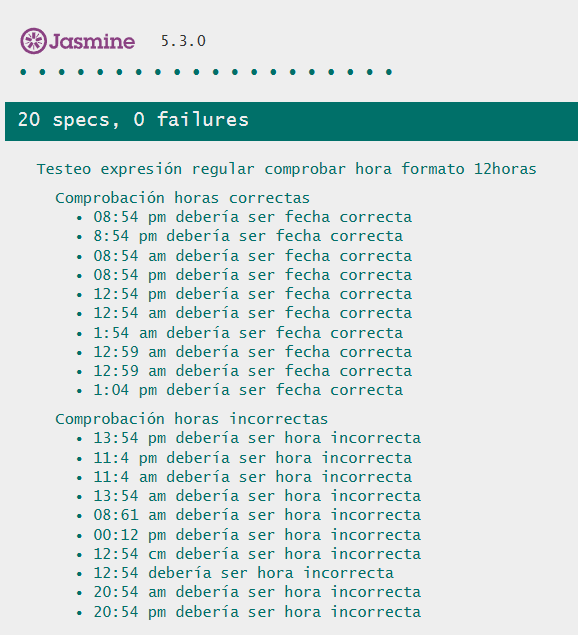 Jasmine 5.3.0
• • • • • • • • • • • • • • • • • • • •
20 specs, 0 failures
Testeo expresión regular comprobar hora formato 12horas
Comprobación horas correctas
• 08:54 pm debería ser fecha correcta
• 8:54 pm debería ser fecha correcta
• 08:54 am debería ser fecha correcta
• 08:54 pm debería ser fecha correcta
• 12:54 pm debería ser fecha correcta
• 12:54 am debería ser fecha correcta
• 1:54 am debería ser fecha correcta
• 12:59 am debería ser fecha correcta
• 12:59 am debería ser fecha correcta
• 1:04 pm debería ser fecha correcta
Comprobación horas incorrectas
• 13:54 pm debería ser hora incorrecta
• 11:4 pm debería ser hora incorrecta
• 11:4 am debería ser hora incorrecta
• 13:54 am debería ser hora incorrecta
• 08:61 am debería ser hora incorrecta
• 00:12 pm debería ser hora incorrecta
• 12:54 cm debería ser hora incorrecta
• 12:54 debería ser hora incorrecta
• 20:54 am debería ser hora incorrecta
• 20:54 pm debería ser hora incorrecta